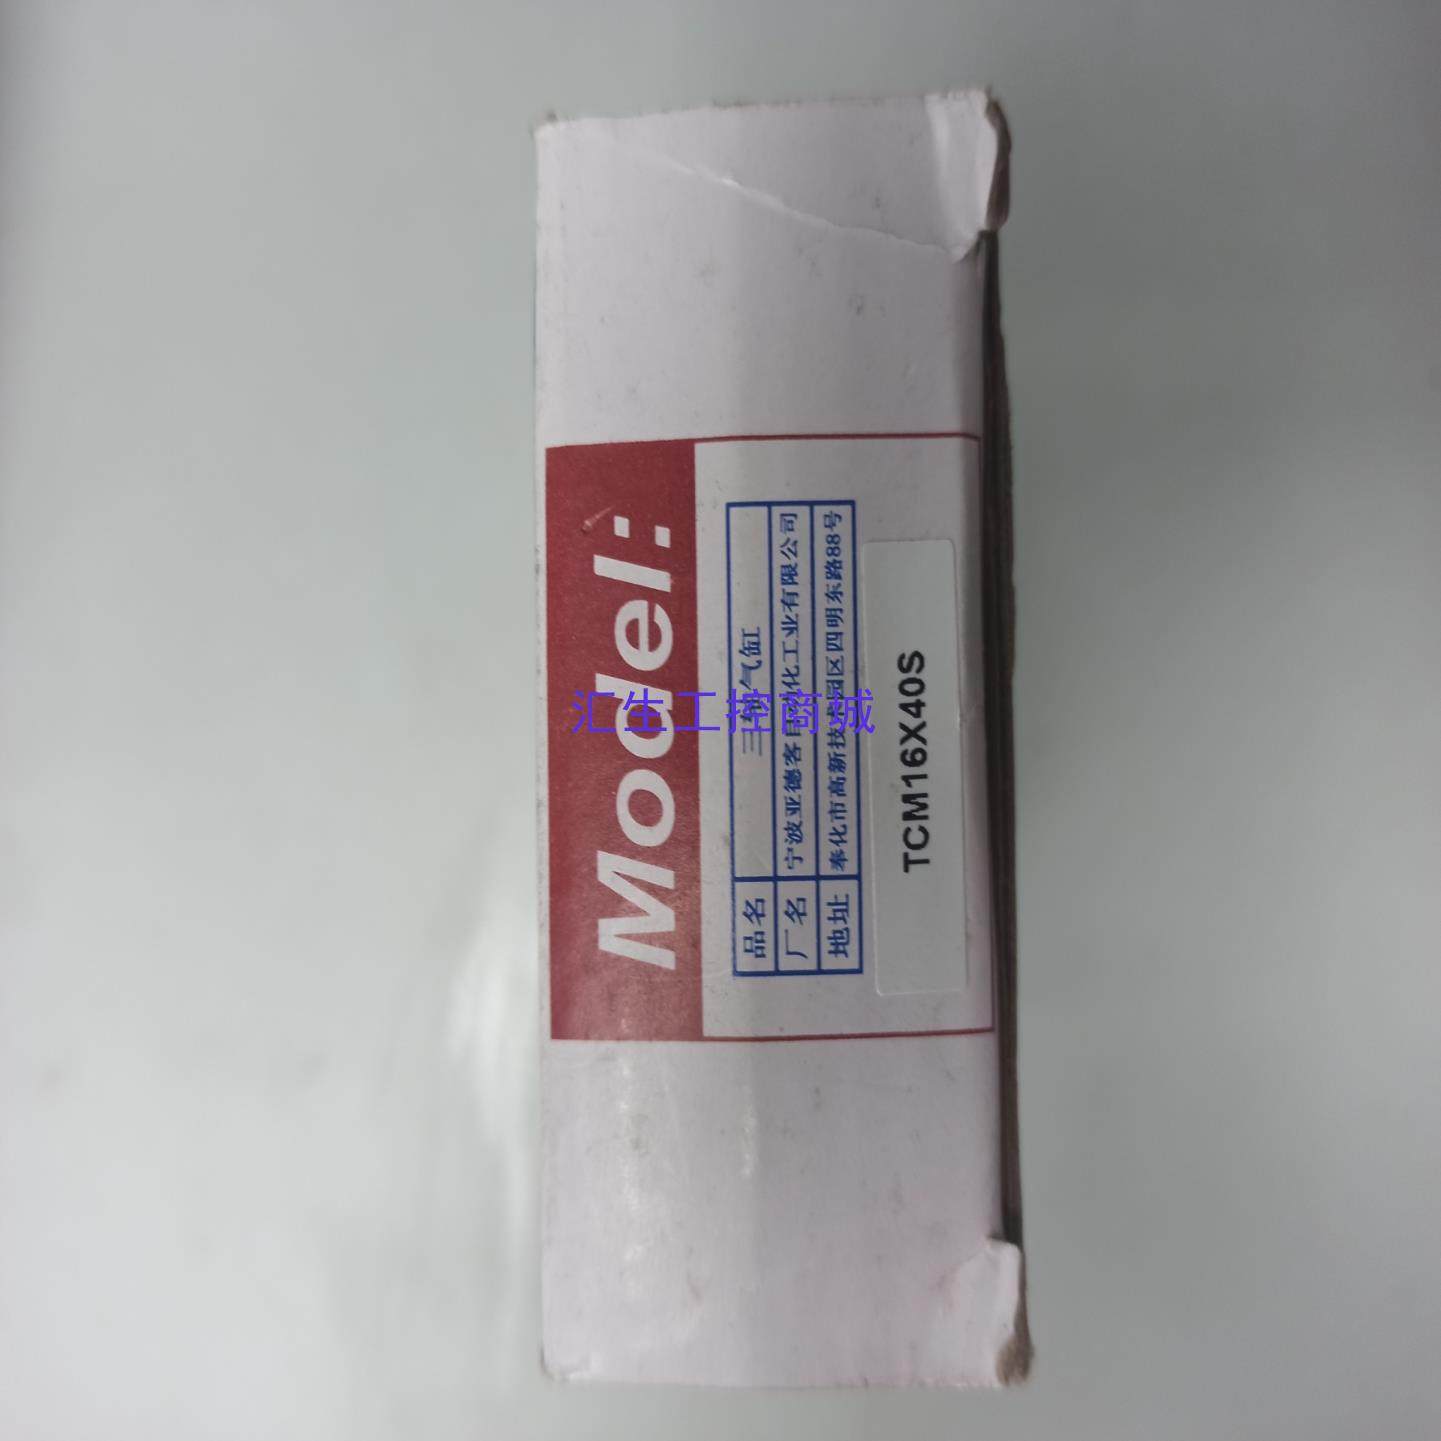 Model:
品名 三轴气缸
厂名 宁波亚德客自动化工业有限公司
地址 奉化市高新技术园区四明东路88号
TCM16X40S
汇生工控商城